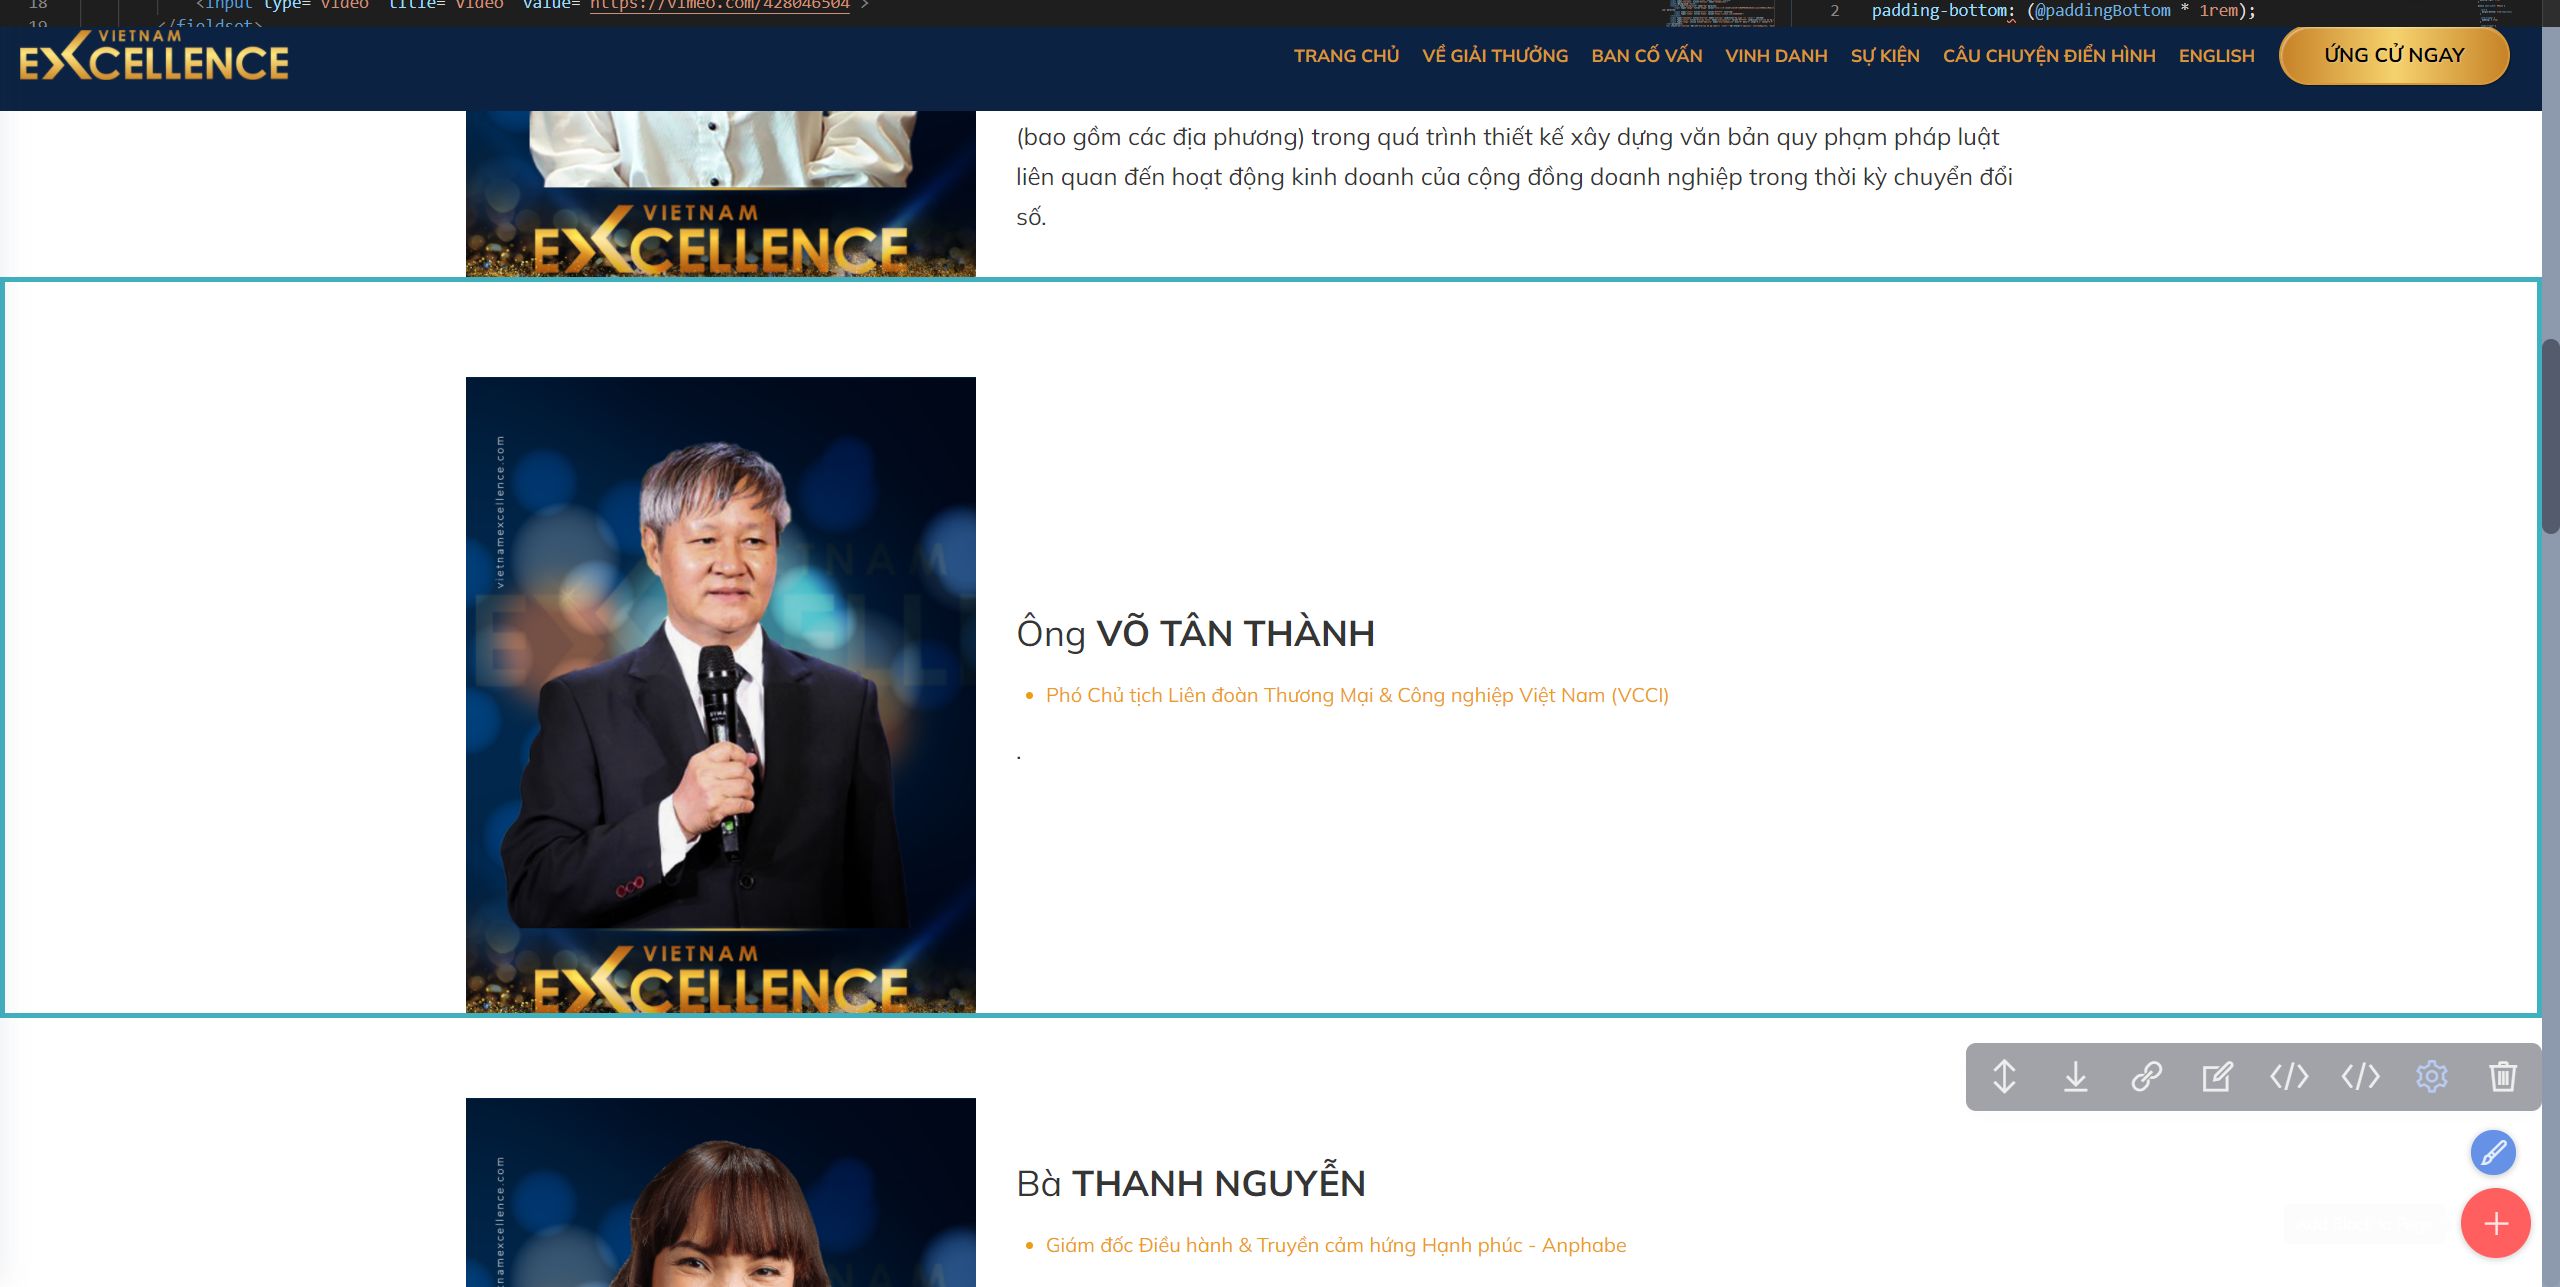 18 <input type="video" title="Video" value="https://vimeo.com/428046504">
19 </fieldset>
2 padding-bottom: (@paddingBottom * 1rem);
VIETNAM
EXCELLENCE
TRANG CHỦ VỀ GIẢI THƯỞNG BAN CỐ VẤN VINH DANH SỰ KIỆN CÂU CHUYỆN ĐIỂN HÌNH ENGLISH ỨNG CỬ NGAY
(bao gồm các địa phương) trong quá trình thiết kế xây dựng văn bản quy phạm pháp luật
liên quan đến hoạt động kinh doanh của cộng đồng doanh nghiệp trong thời kỳ chuyển đổi
số.
VIETNAM
EXCELLENCE
vietnamexcellence.com
Ông VÕ TÂN THÀNH
• Phó Chủ tịch Liên đoàn Thương Mại & Công nghiệp Việt Nam (VCCI)
.
VIETNAM
EXCELLENCE
Bà THANH NGUYỄN
• Giám đốc Điều hành & Truyền cảm hứng Hạnh phúc - Anphabe